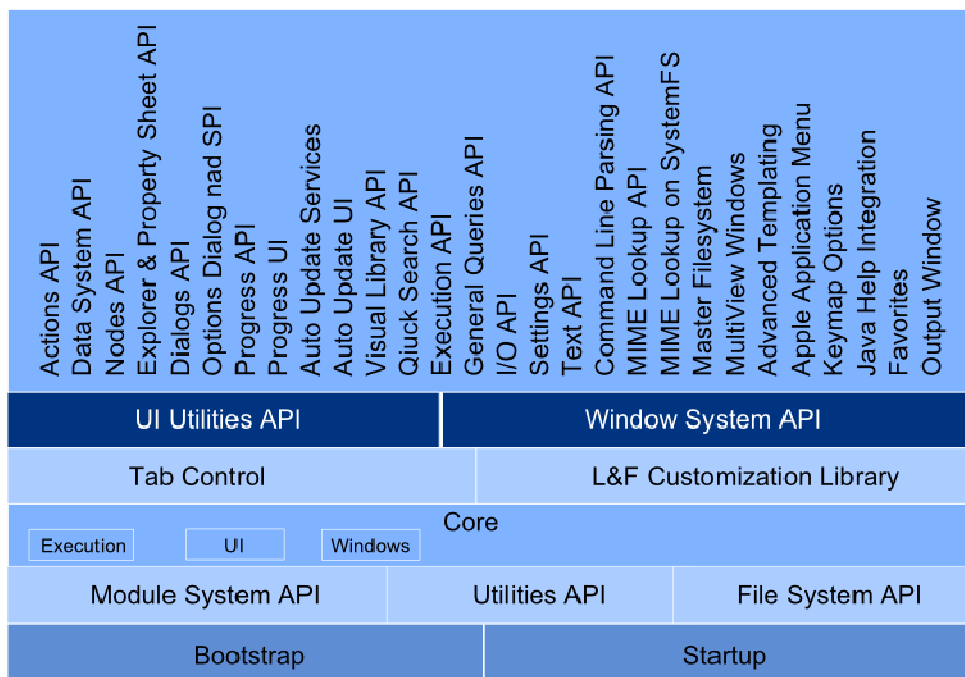 Actions API
Data System API
Nodes API
Explorer & Property Sheet API
Dialogs API
Options Dialog nad SPI
Progress API
Progress UI
Auto Update Services
Auto Update UI
Visual Library API
Qiuck Search API
Execution API
General Queries API
I/O API
Settings API
Text API
Command Line Parsing API
MIME Lookup API
MIME Lookup on SystemFS
Master Filesystem
MultiView Windows
Advanced Templating
Apple Application Menu
Keymap Options
Java Help Integration
Favorites
Output Window
UI Utilities API
Window System API
Tab Control
L&F Customization Library
Core
Execution
UI
Windows
Module System API
Utilities API
File System API
Bootstrap
Startup